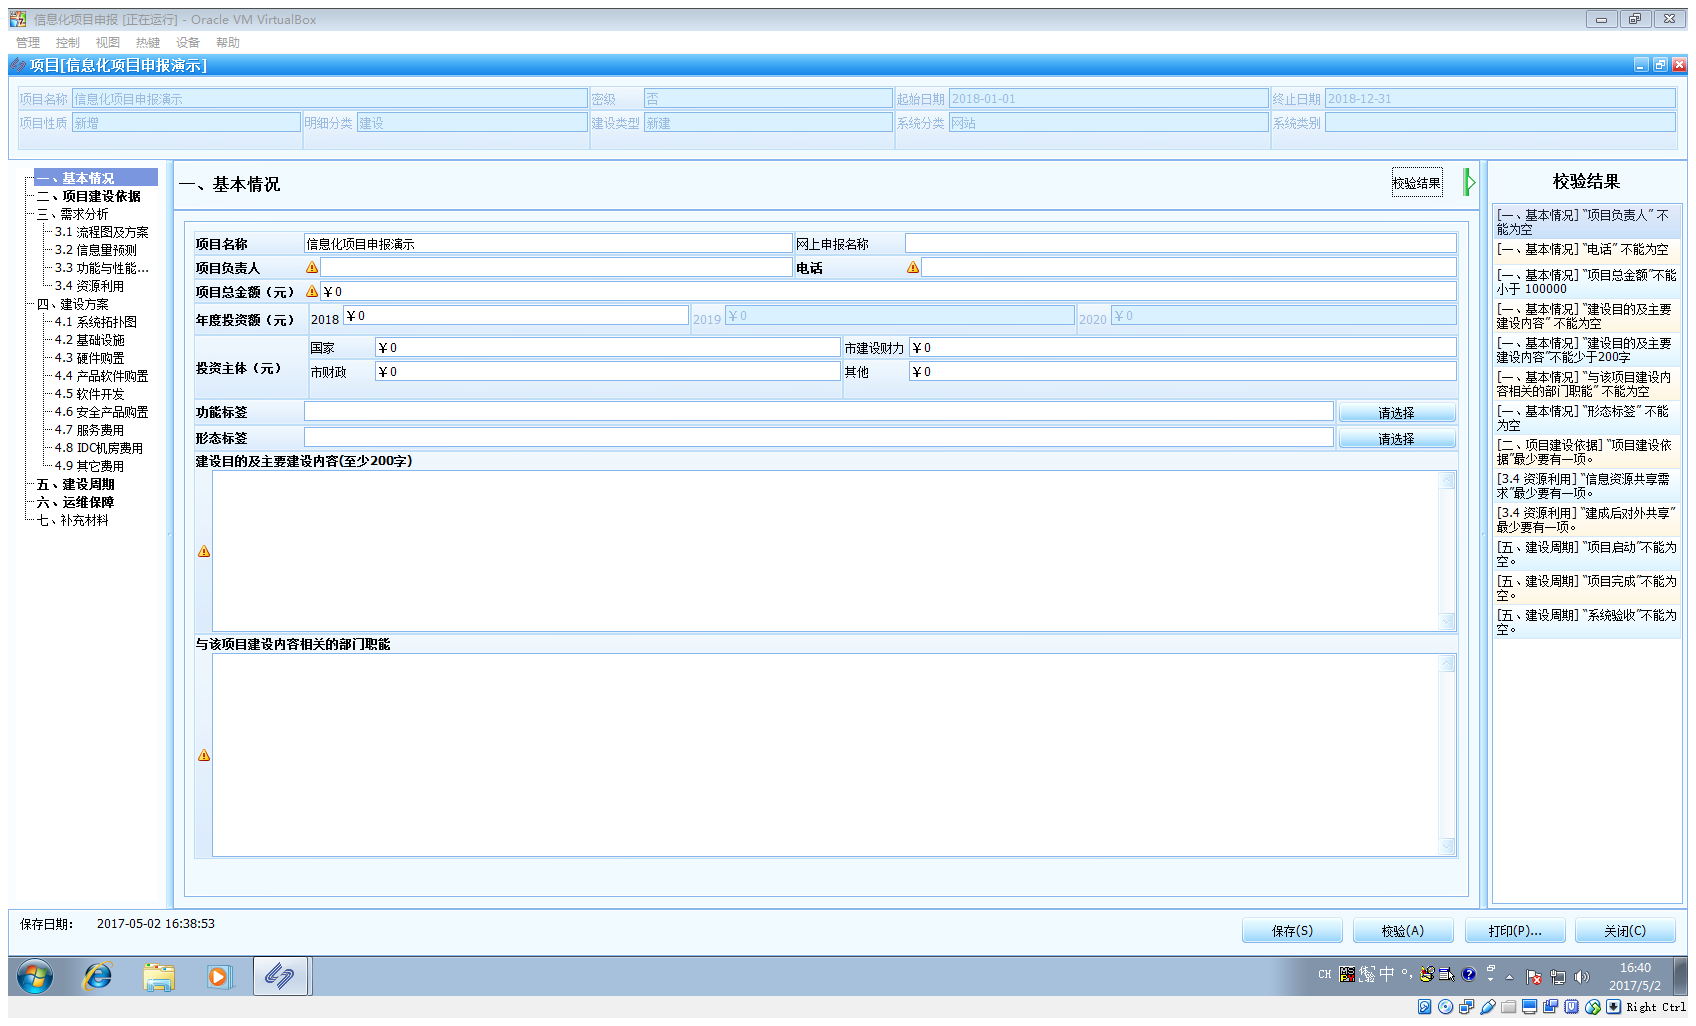 信息化项目申报 [正在运行] - Oracle VM VirtualBox
管理 控制 视图 热键 设备 帮助
项目[信息化项目申报演示]
项目名称 信息化项目申报演示 密级 否 起始日期 2018-01-01 终止日期 2018-12-31
项目性质 新增 明细分类 建设 建设类型 新建 系统分类 网站 系统类别
一、基本情况
二、项目建设依据
三、需求分析
3.1 流程图及方案
3.2 信息量预测
3.3 功能与性能...
3.4 资源利用
四、建设方案
4.1 系统拓扑图
4.2 基础设施
4.3 硬件购置
4.4 产品软件购置
4.5 软件开发
4.6 安全产品购置
4.7 服务费用
4.8 IDC机房费用
4.9 其它费用
五、建设周期
六、运维保障
七、补充材料
一、基本情况 校验结果
项目名称 信息化项目申报演示 网上申报名称
项目负责人 电话
项目总金额（元） ￥0
年度投资额（元） 2018 ￥0 2019 ￥0 2020 ￥0
投资主体（元） 国家 ￥0 市建设财力 ￥0
市财政 ￥0 其他 ￥0
功能标签 请选择
形态标签 请选择
建设目的及主要建设内容(至少200字)
与该项目建设内容相关的部门职能
校验结果
[一、基本情况] “项目负责人” 不
能为空
[一、基本情况] “电话” 不能为空
[一、基本情况] “项目总金额”不能
小于 100000
[一、基本情况] “建设目的及主要
建设内容” 不能为空
[一、基本情况] “建设目的及主要
建设内容”不能少于200字
[一、基本情况] “与该项目建设内
容相关的部门职能” 不能为空
[一、基本情况] “形态标签” 不能
为空
[二、项目建设依据] “项目建设依
据”最少要有一项。
[3.4 资源利用] “信息资源共享需
求”最少要有一项。
[3.4 资源利用] “建成后对外共享”
最少要有一项。
[五、建设周期] “项目启动”不能为
空。
[五、建设周期] “项目完成”不能为
空。
[五、建设周期] “系统验收”不能为
空。
保存日期： 2017-05-02 16:38:53
保存(S) 校验(A) 打印(P)... 关闭(C)
CH 中 16:40
2017/5/2
Right Ctrl